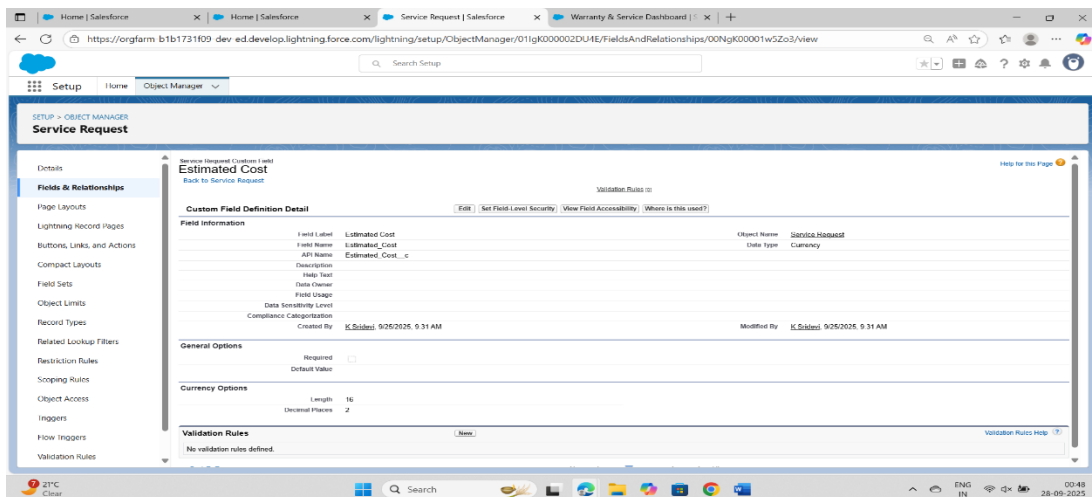 Home | Salesforce
Home | Salesforce
Service Request | Salesforce
Warranty & Service Dashboard | S
https://orgfarm-b1b1731f09-dev-ed.develop.lightning.force.com/lightning/setup/ObjectManager/01IgK000002DU4E/FieldsAndRelationships/00NgK00001w5Zo3/view
Search Setup
Setup Home Object Manager
SETUP > OBJECT MANAGER
Service Request
Details
Fields & Relationships
Page Layouts
Lightning Record Pages
Buttons, Links, and Actions
Compact Layouts
Field Sets
Object Limits
Record Types
Related Lookup Filters
Restriction Rules
Scoping Rules
Object Access
Triggers
Flow Triggers
Validation Rules
Service Request Custom Field
Estimated Cost
Back to Service Request
Help for this Page
Validation Rules [0]
Custom Field Definition Detail Edit Set Field-Level Security View Field Accessibility Where is this used?
Field Information
Field Label Estimated Cost Object Name Service Request
Field Name Estimated_Cost Data Type Currency
API Name Estimated_Cost__c
Description
Help Text
Data Owner
Field Usage
Data Sensitivity Level
Compliance Categorization
Created By K Sridevi, 9/25/2025, 9:31 AM Modified By K Sridevi, 9/25/2025, 9:31 AM
General Options
Required
Default Value
Currency Options
Length 16
Decimal Places 2
Validation Rules New Validation Rules Help ?
No validation rules defined.
7 21°C
Clear
Search
ENG
IN
00:48
28-09-2025